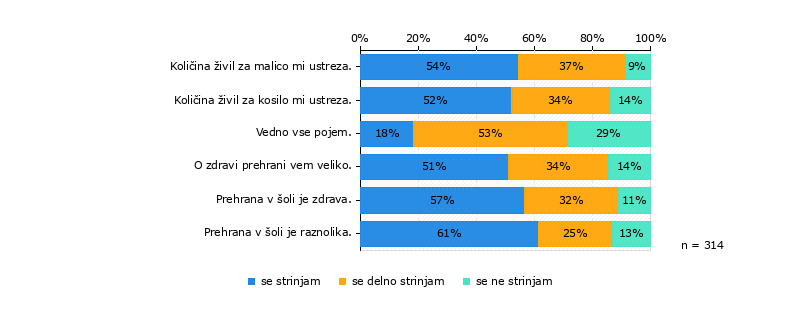 0% 20% 40% 60% 80% 100%
Količina živil za malico mi ustreza. 54% 37% 9%
Količina živil za kosilo mi ustreza. 52% 34% 14%
Vedno vse pojem. 18% 53% 29%
O zdravi prehrani vem veliko. 51% 34% 14%
Prehrana v šoli je zdrava. 57% 32% 11%
Prehrana v šoli je raznolika. 61% 25% 13%
n = 314
se strinjam se delno strinjam se ne strinjam